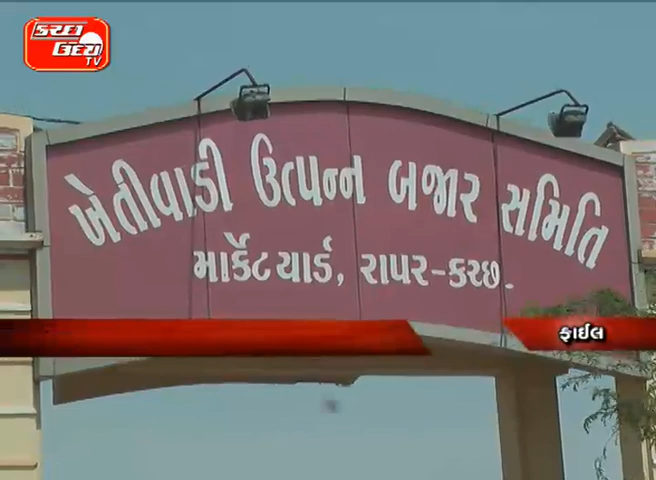 કચ્છ ઉદય TV
ખેતીવાડી ઉત્પન્ન બજાર સમિતિ
માર્કેટયાર્ડ, રાપર-કચ્છ.
ફાઈલ